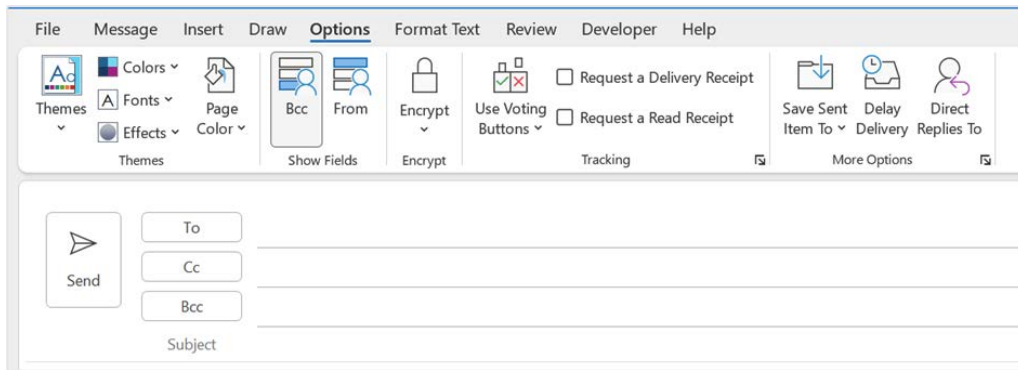 File Message Insert Draw Options Format Text Review Developer Help
Themes
Colors
Fonts
Effects
Page
Color
Themes
Bcc From
Show Fields
Encrypt
Encrypt
Use Voting
Buttons
Request a Delivery Receipt
Request a Read Receipt
Tracking
Save Sent
Item To
Delay
Delivery
Direct
Replies To
More Options
Send
To
Cc
Bcc
Subject